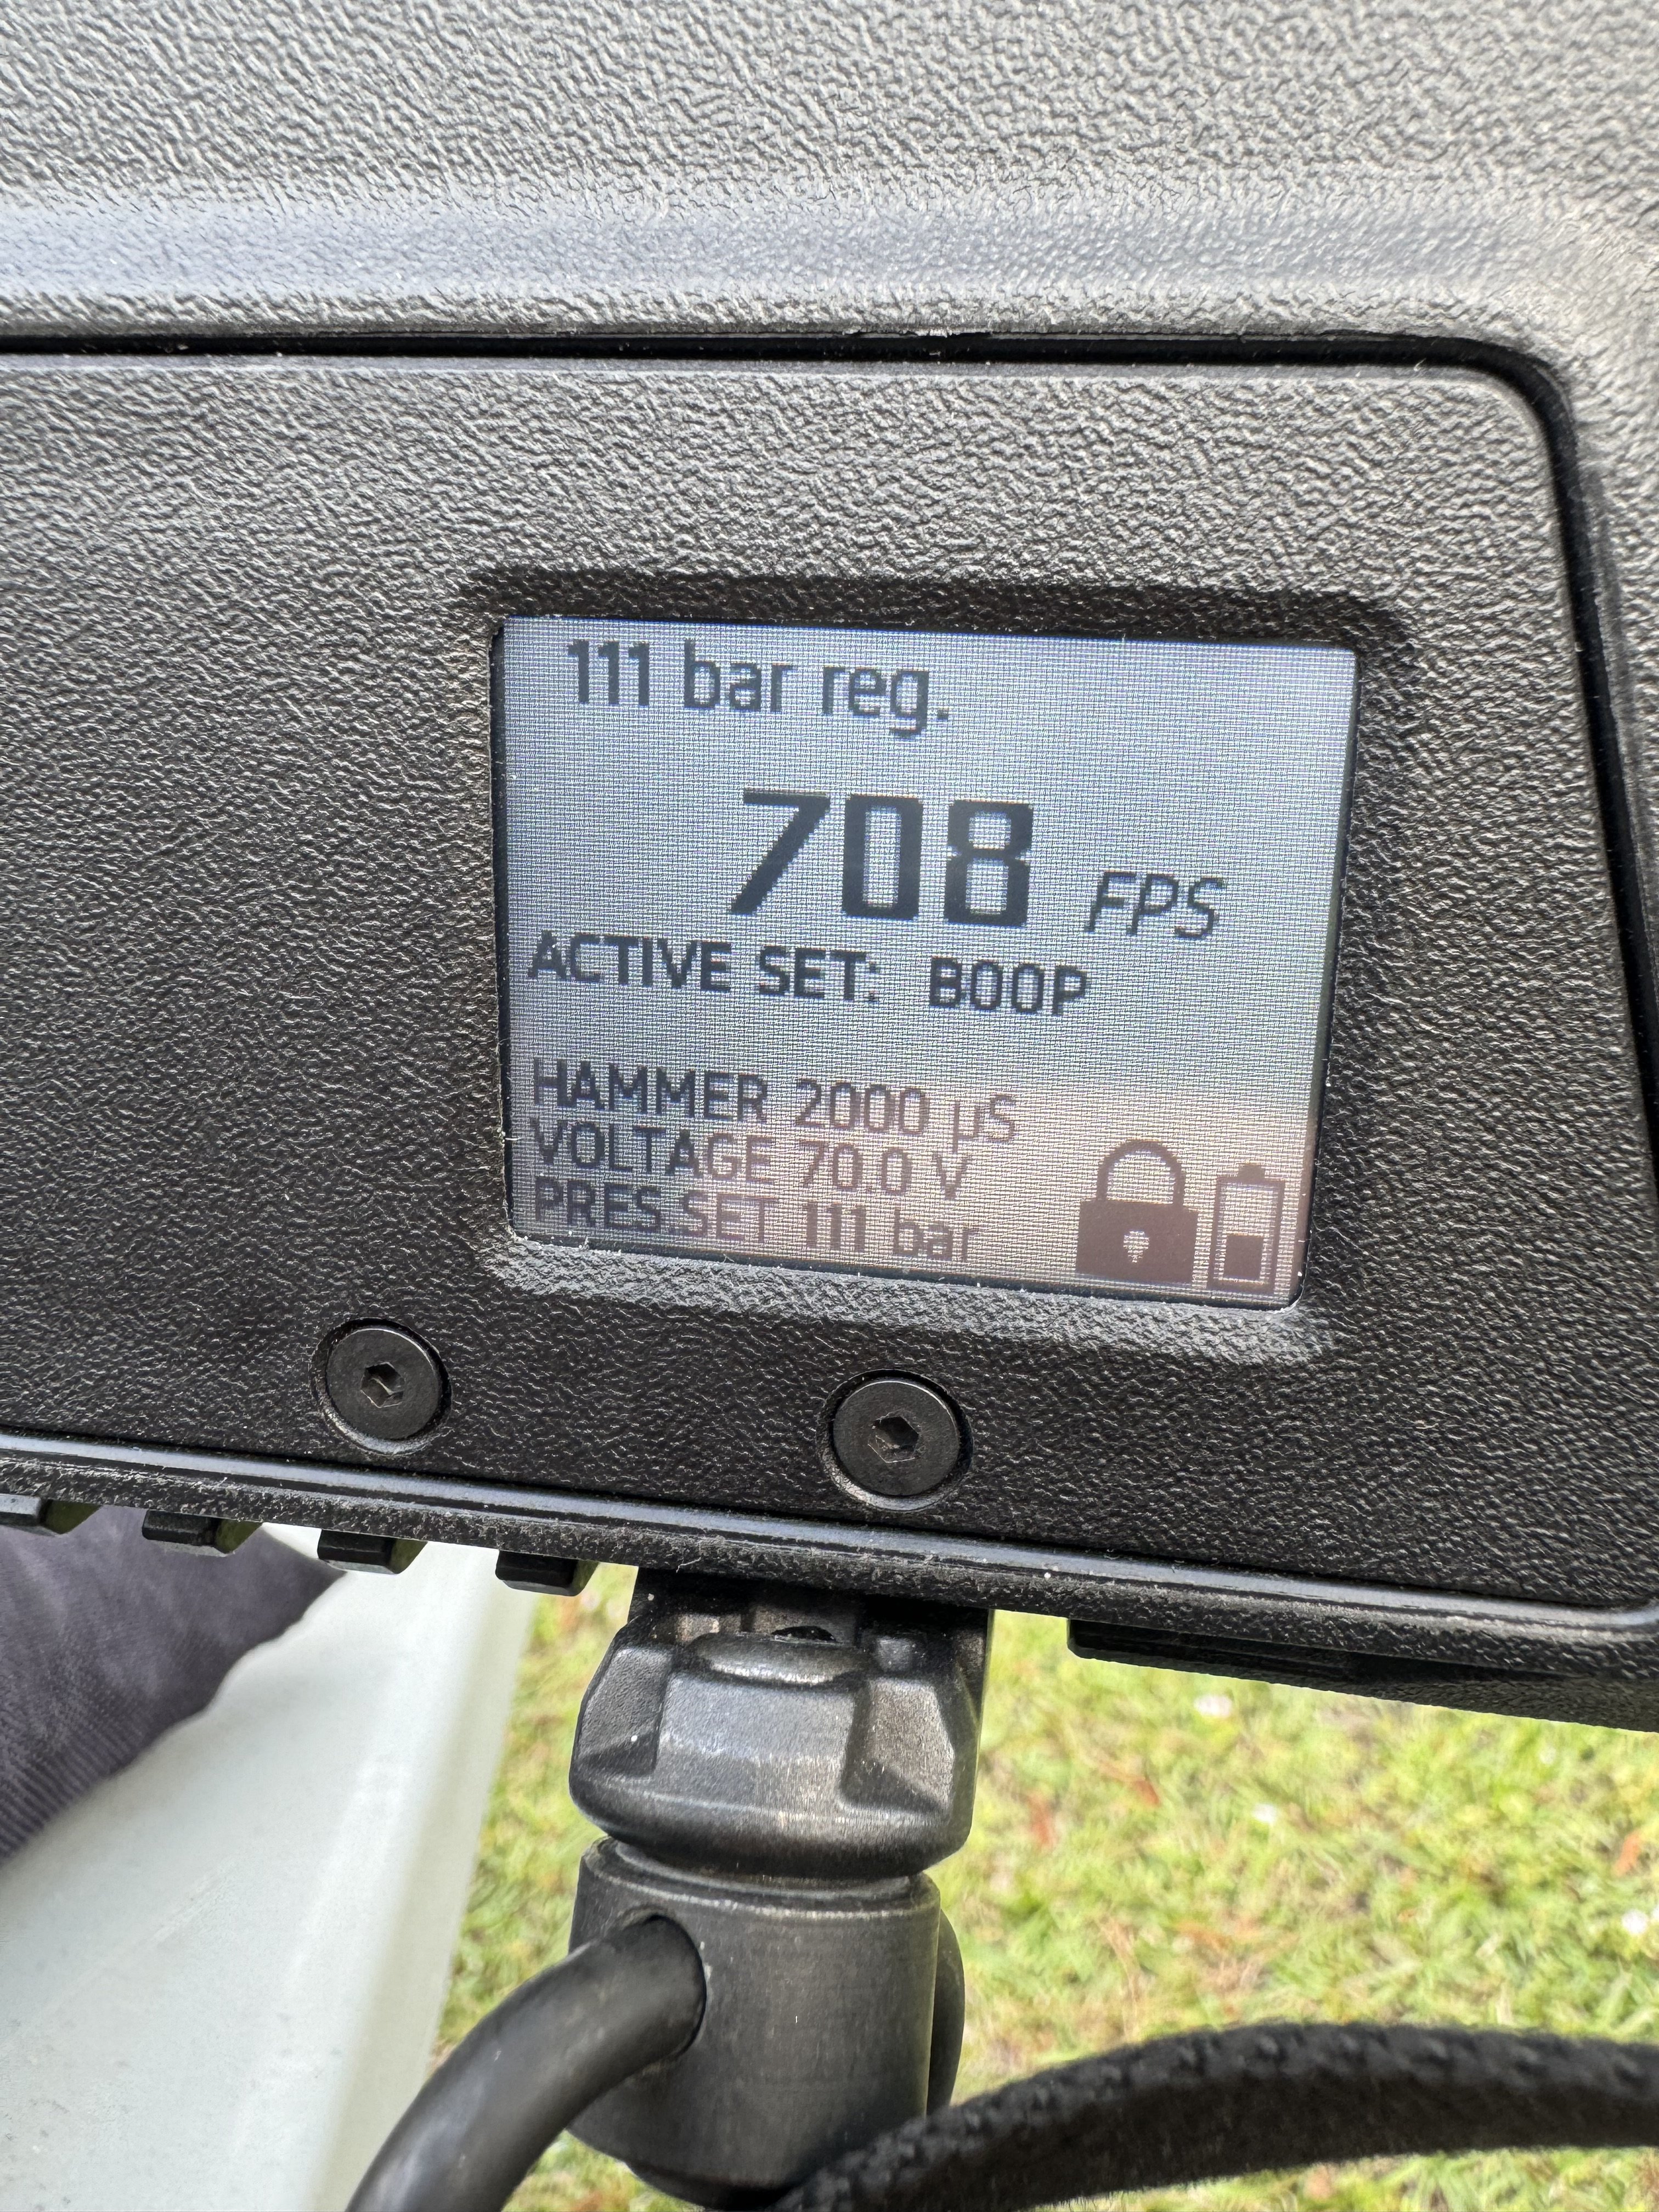 111 bar reg.
708 FPS
ACTIVE SET: BOOP
HAMMER 2000 µS
VOLTAGE 70.0 V
PRES.SET 111 bar